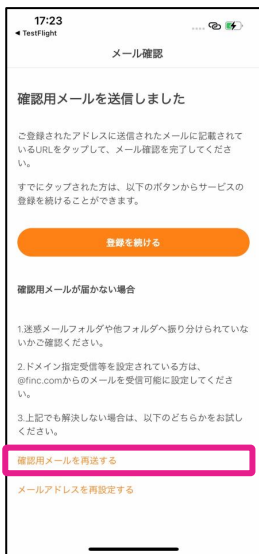 17:23
◀ TestFlight
メール確認
確認用メールを送信しました
ご登録されたアドレスに送信されたメールに記載されて
いるURLをタップして、メール確認を完了してくださ
い。
すでにタップされた方は、以下のボタンからサービスの
登録を続けることができます。
登録を続ける
確認用メールが届かない場合
1.迷惑メールフォルダや他フォルダへ振り分けられていな
いかご確認ください。
2.ドメイン指定受信等を設定されている方は、
@finc.comからのメールを受信可能に設定してくださ
い。
3.上記でも解決しない場合は、以下のどちらかをお試し
ください。
確認用メールを再送する
メールアドレスを再設定する